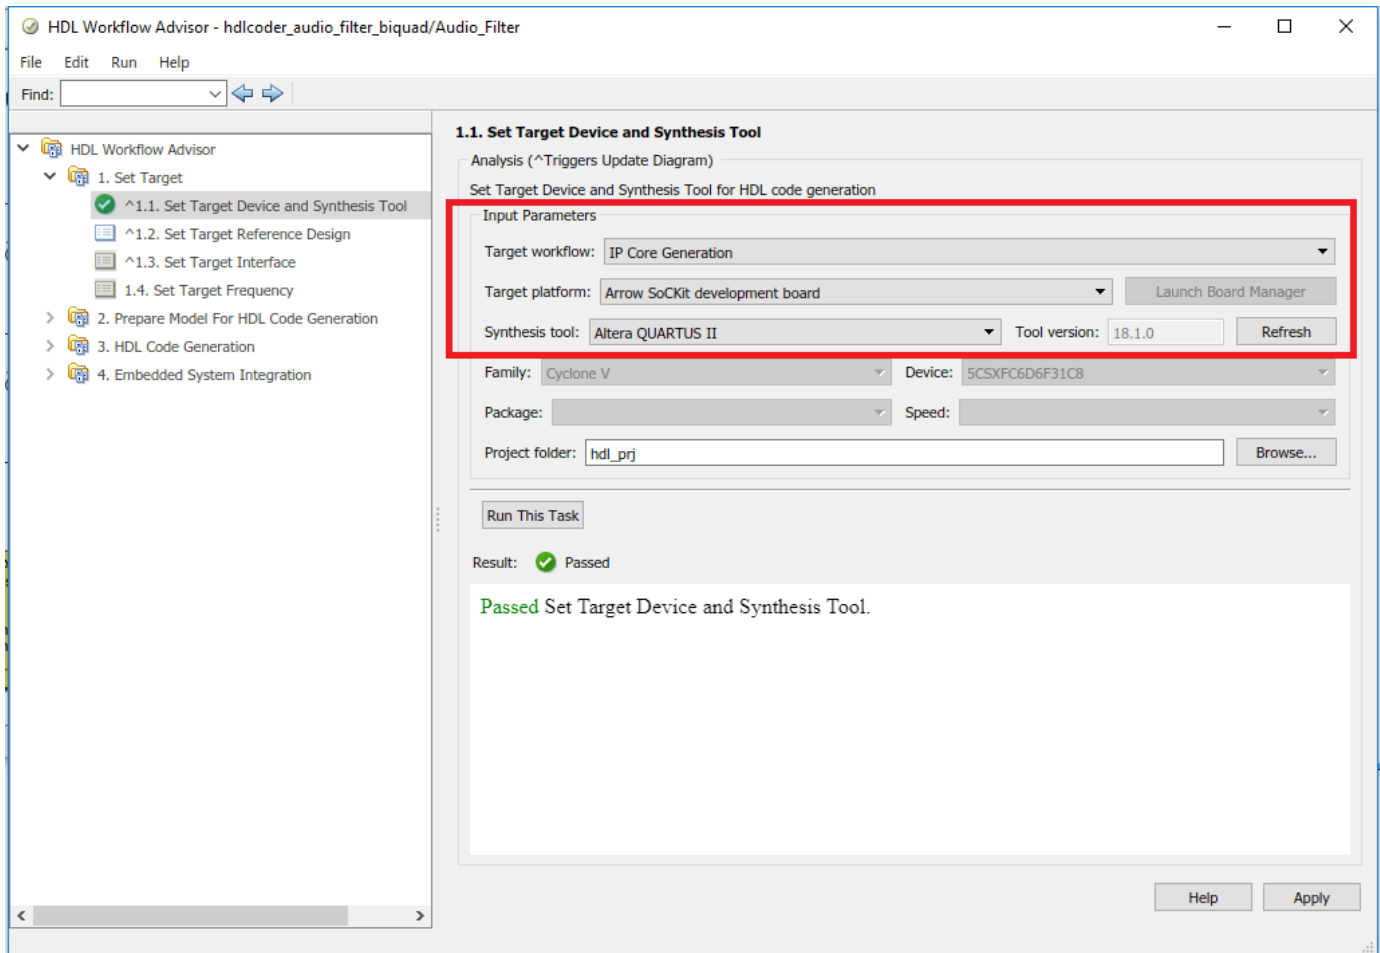 HDL Workflow Advisor - hdlcoder_audio_filter_biquad/Audio_Filter
File Edit Run Help
Find:
HDL Workflow Advisor
1. Set Target
^1.1. Set Target Device and Synthesis Tool
^1.2. Set Target Reference Design
^1.3. Set Target Interface
1.4. Set Target Frequency
2. Prepare Model For HDL Code Generation
3. HDL Code Generation
4. Embedded System Integration
1.1. Set Target Device and Synthesis Tool
Analysis (^Triggers Update Diagram)
Set Target Device and Synthesis Tool for HDL code generation
Input Parameters
Target workflow: IP Core Generation
Target platform: Arrow SoCKit development board Launch Board Manager
Synthesis tool: Altera QUARTUS II Tool version: 18.1.0 Refresh
Family: Cyclone V Device: 5CSXFC6D6F31C8
Package: Speed:
Project folder: hdl_prj Browse...
Run This Task
Result: Passed
Passed Set Target Device and Synthesis Tool.
Help Apply